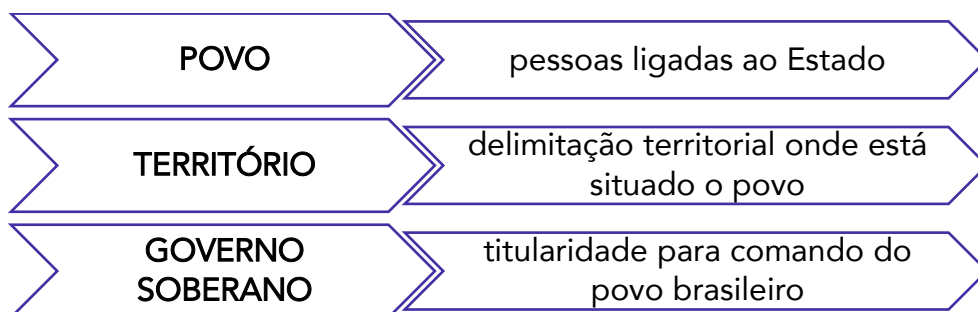 POVO
pessoas ligadas ao Estado
TERRITÓRIO
delimitação territorial onde está
situado o povo
GOVERNO
SOBERANO
titularidade para comando do
povo brasileiro